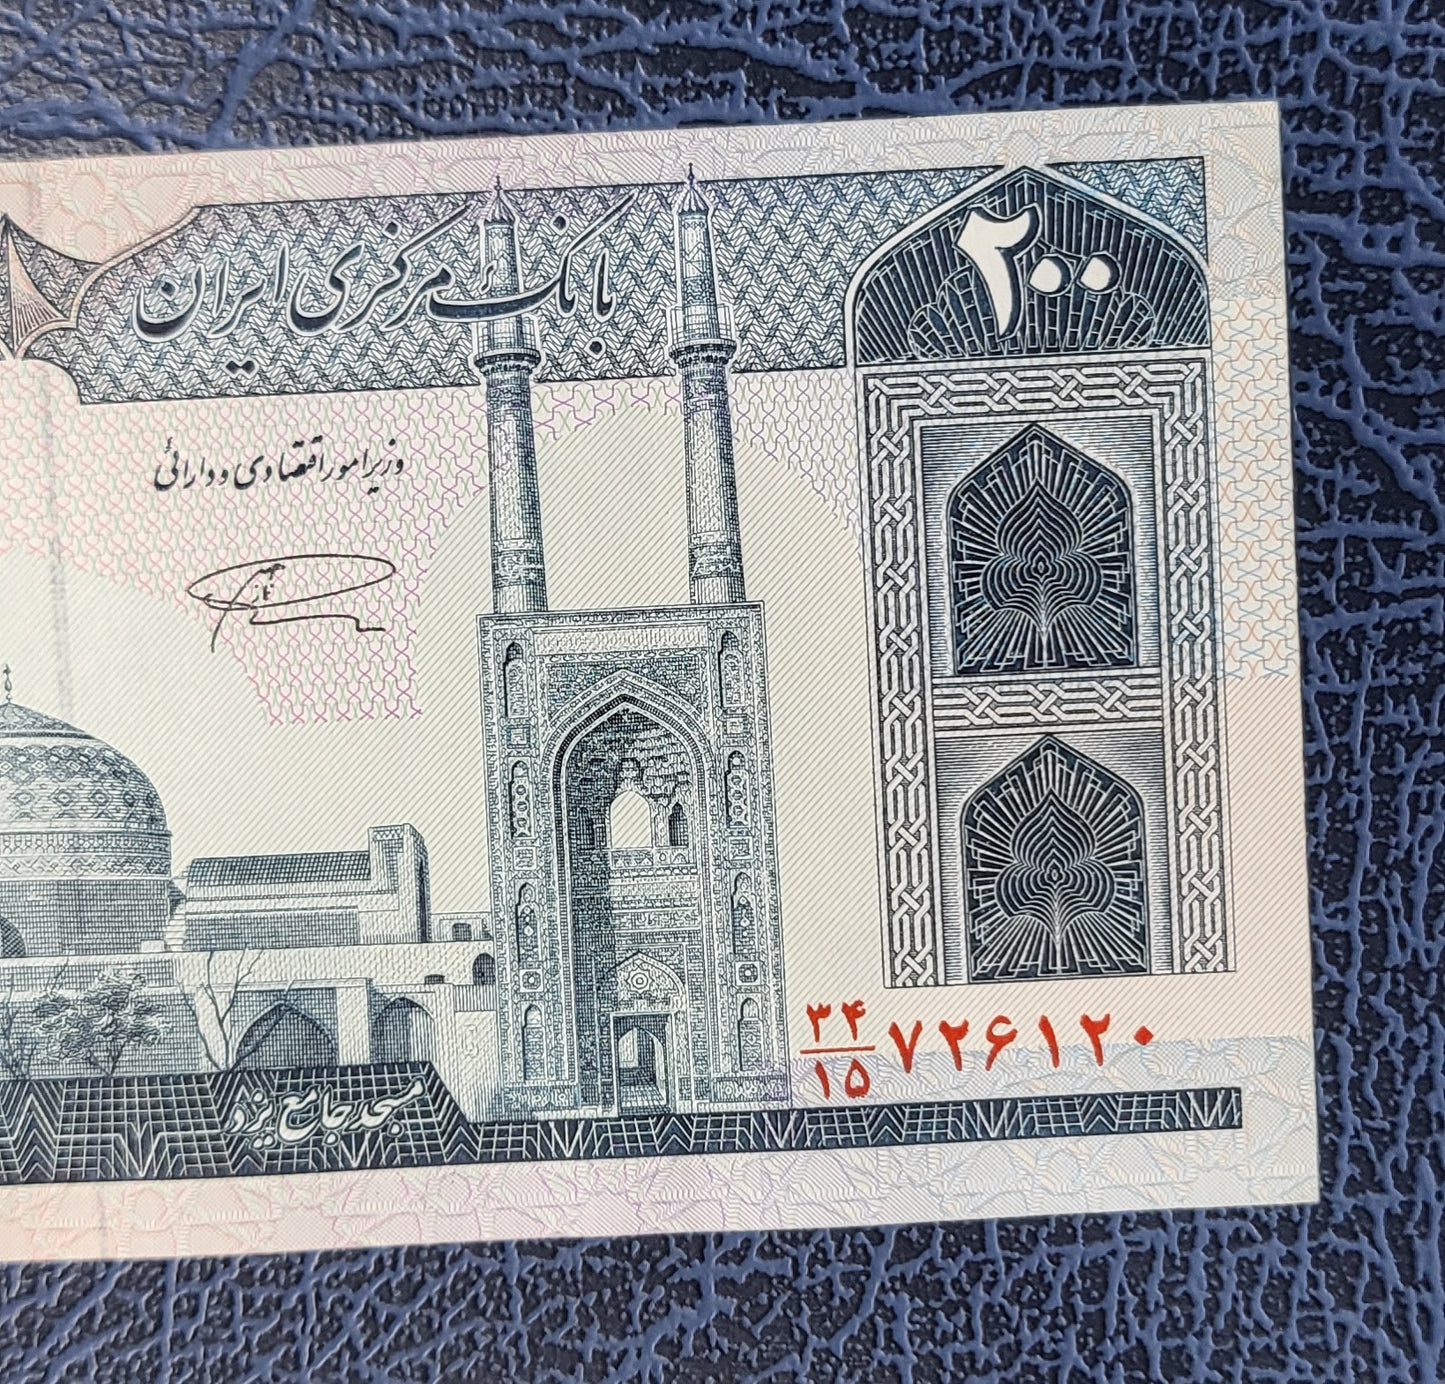 بانک مرکزی ایران
۲۰۰
وزیر امور اقتصادی و دارائی
۳۴/۱۵ ۷۲۶۱۲۰
مسجد جامع یزد